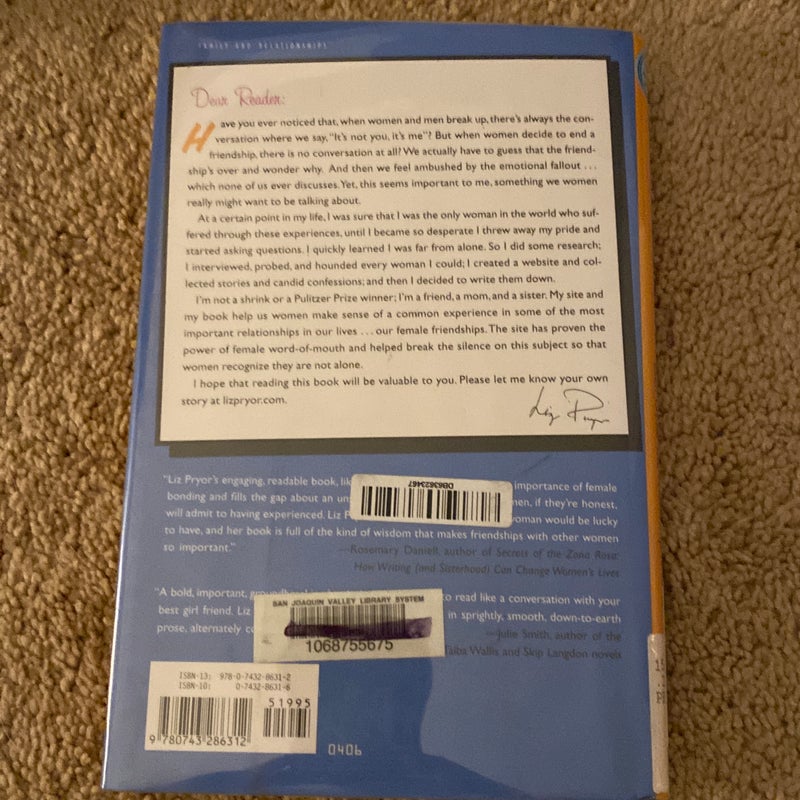 FAMILY AND RELATIONSHIPS
Dear Reader:
Have you ever noticed that, when women and men break up, there's always the con-
versation where we say, "It's not you, it's me"? But when women decide to end a
friendship, there is no conversation at all? We actually have to guess that the friend-
ship's over and wonder why. And then we feel ambushed by the emotional fallout . . .
which none of us ever discusses. Yet, this seems important to me, something we women
really might want to be talking about.
At a certain point in my life, I was sure that I was the only woman in the world who suf-
fered through these experiences, until I became so desperate I threw away my pride and
started asking questions. I quickly learned I was far from alone. So I did some research;
I interviewed, probed, and hounded every woman I could; I created a website and col-
lected stories and candid confessions; and then I decided to write them down.
I'm not a shrink or a Pulitzer Prize winner; I'm a friend, a mom, and a sister. My site and
my book help us women make sense of a common experience in some of the most
important relationships in our lives . . . our female friendships. The site has proven the
power of female word-of-mouth and helped break the silence on this subject so that
women recognize they are not alone.
I hope that reading this book will be valuable to you. Please let me know your own
story at lizpryor.com.
Liz Pryor
"Liz Pryor's engaging, readable book, importance of female
DB63623467
bonding and fills the gap about an men, if they're honest,
will admit to having experienced. Liz woman would be lucky
to have, and her book is full of the kind of wisdom that makes friendships with other women
so important."
—Rosemary Daniell, author of Secrets of the Zona Rosa:
How Writing (and Sisterhood) Can Change Women's Lives
"A bold, important, to read like a conversation with your
SAN JOAQUIN VALLEY LIBRARY SYSTEM
best girl friend. Liz in sprightly, smooth, down-to-earth
prose, alternately
—Julie Smith, author of the
1068755675
Talba Wallis and Skip Langdon novels
ISBN-13: 978-0-7432-8631-2
ISBN-10: 0-7432-8631-6
51995
9 780743 286312
0406